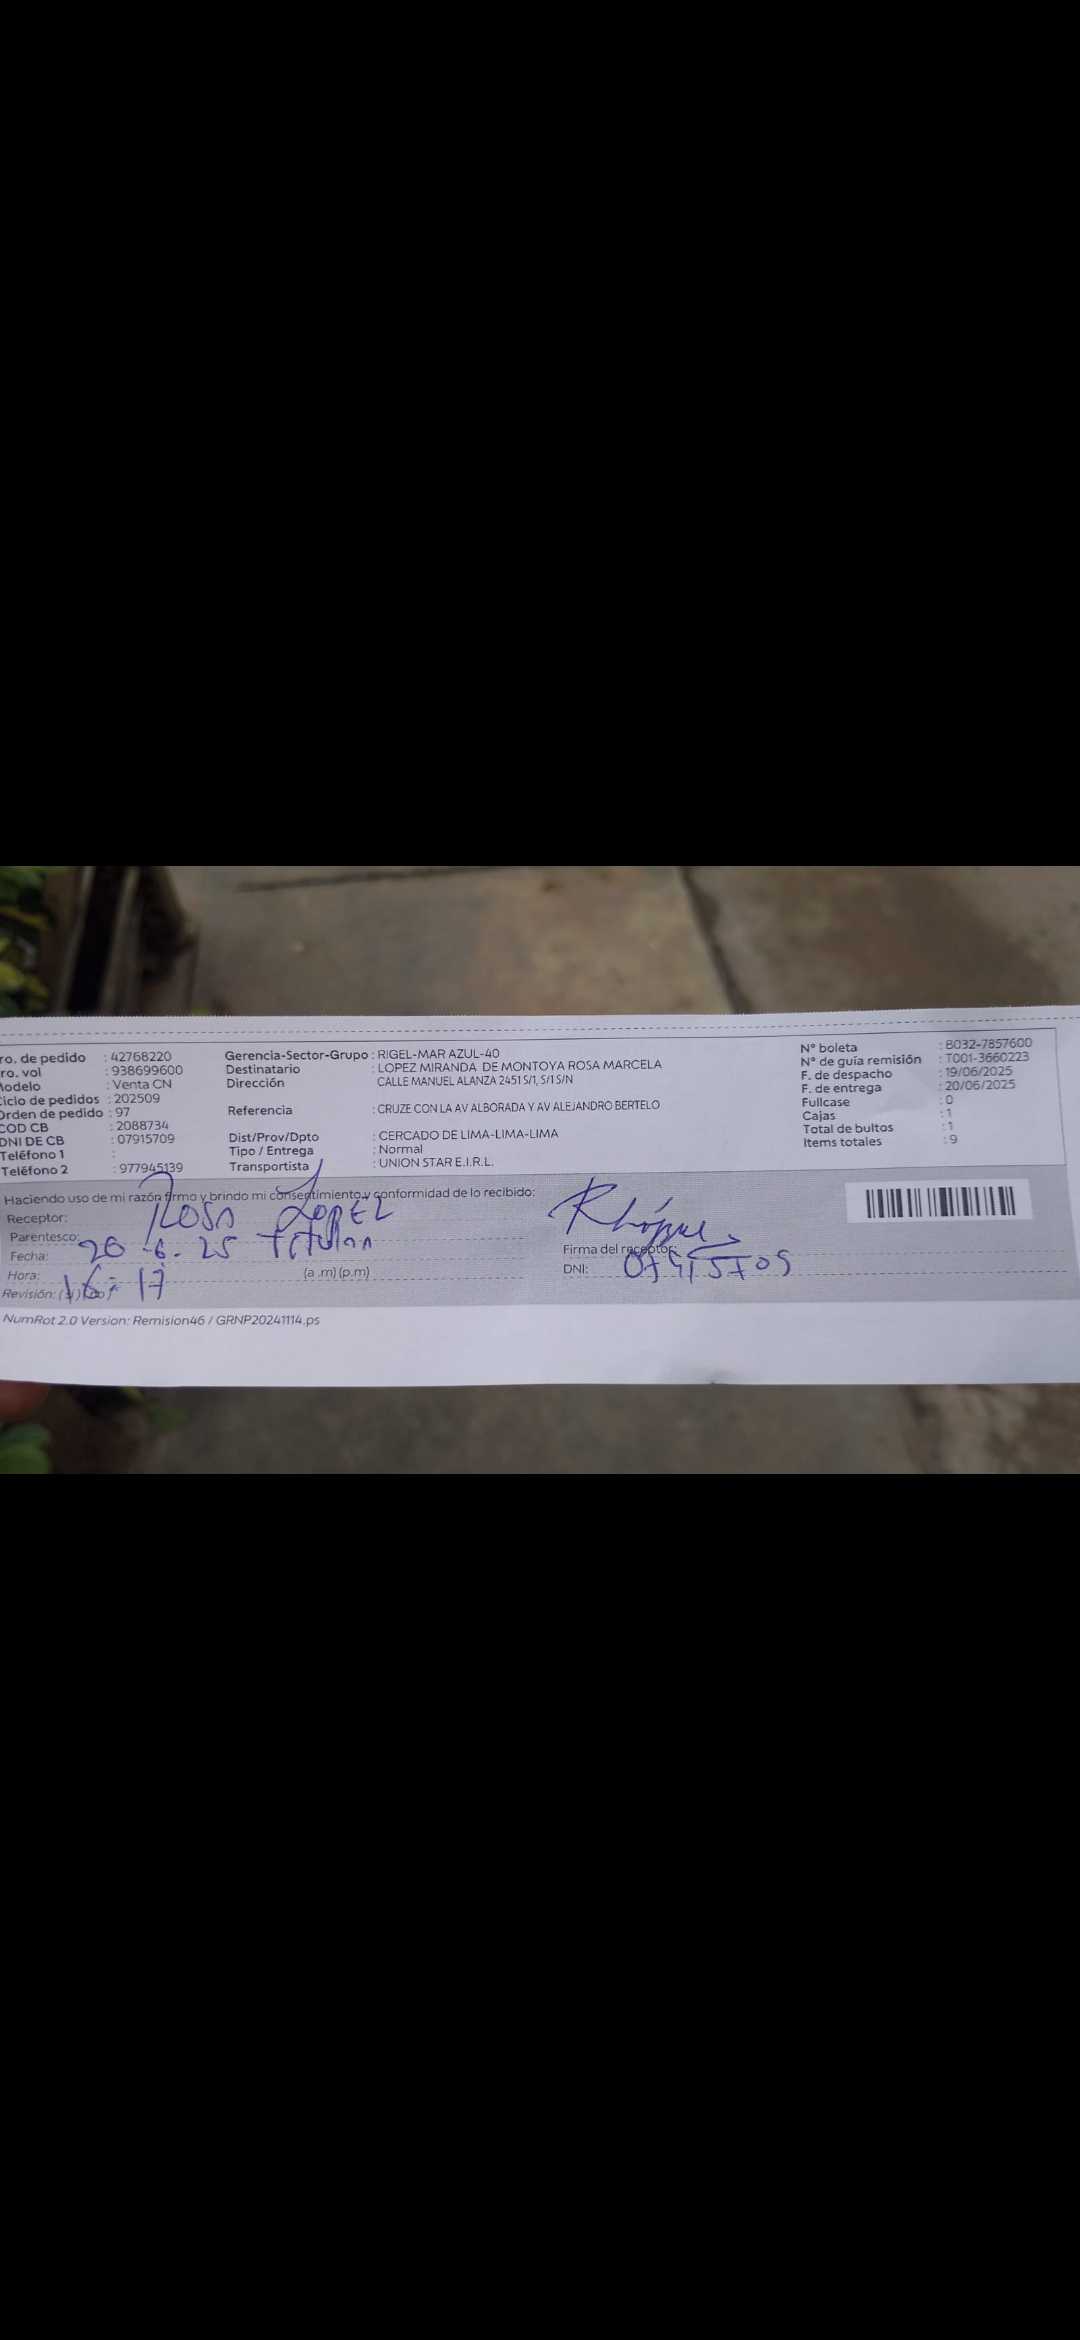 ro. de pedido : 42768220
ro. vol : 938699600
Modelo : Venta CN
Ciclo de pedidos : 202509
Orden de pedido : 97
COD CB : 2088734
DNI DE CB : 07915709
Teléfono 1 :
Teléfono 2 : 977945139
Gerencia-Sector-Grupo : RIGEL-MAR AZUL-40
Destinatario : LOPEZ MIRANDA DE MONTOYA ROSA MARCELA
Dirección CALLE MANUEL ALANZA 2451 S/1, S/1 S/N
Referencia : CRUZE CON LA AV ALBORADA Y AV ALEJANDRO BERTELO
Dist/Prov/Dpto : CERCADO DE LIMA-LIMA-LIMA
Tipo / Entrega : Normal
Transportista : UNION STAR E.I.R.L.
N° boleta : B032-7857600
N° de guía remisión : T001-3660223
F. de despacho : 19/06/2025
F. de entrega : 20/06/2025
Fullcase : 0
Cajas : 1
Total de bultos : 1
Items totales : 9
Haciendo uso de mi razón firmo y brindo mi consentimiento y conformidad de lo recibido:
Receptor: ROSA LOPEZ
Parentesco: Titular
Fecha: 20-6-25
Hora: 16:17 (a .m) (p.m)
Revisión: (si) (no)
Firma del receptor:
DNI: 07915709
NumRot 2.0 Version: Remision46 / GRNP20241114.ps